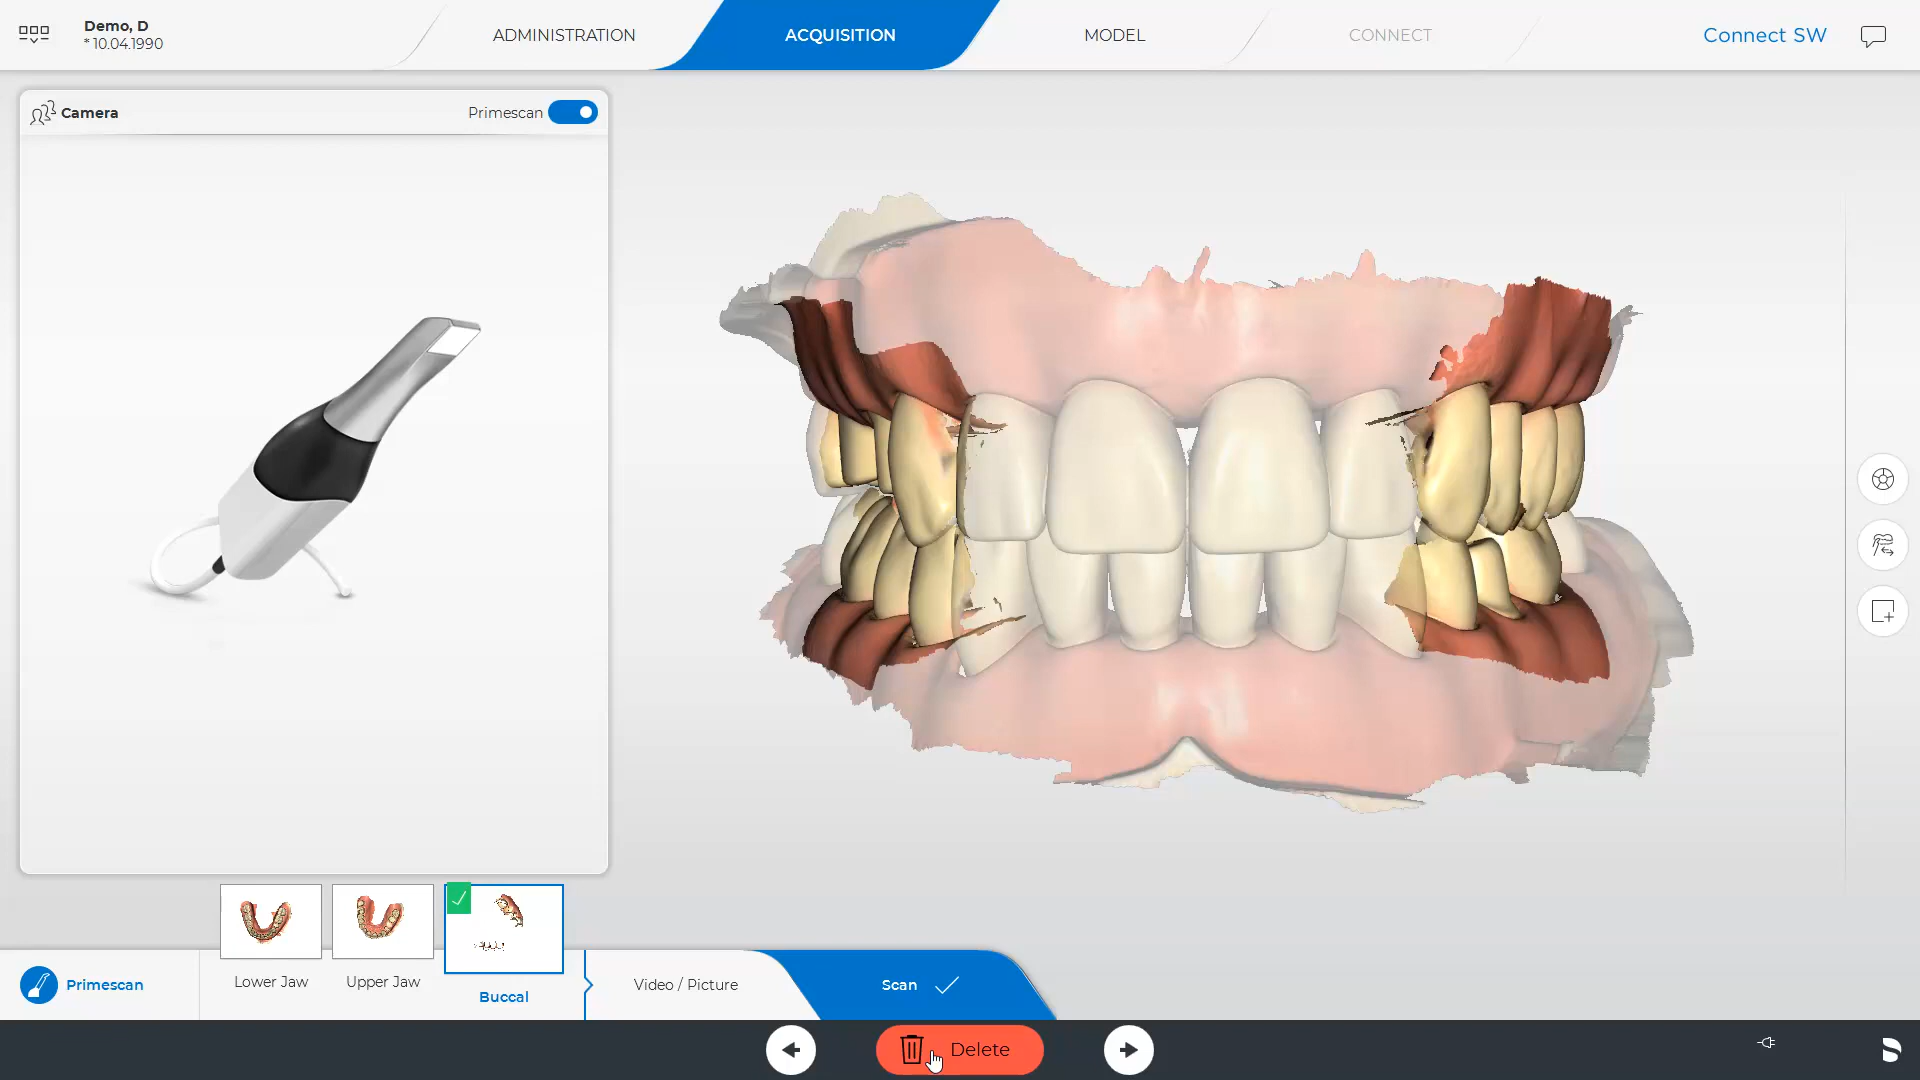 Demo, D
* 10.04.1990
ADMINISTRATION
ACQUISITION
MODEL
CONNECT
Connect SW
Camera
Primescan
Primescan
Lower Jaw
Upper Jaw
Buccal
Video / Picture
Scan
Delete